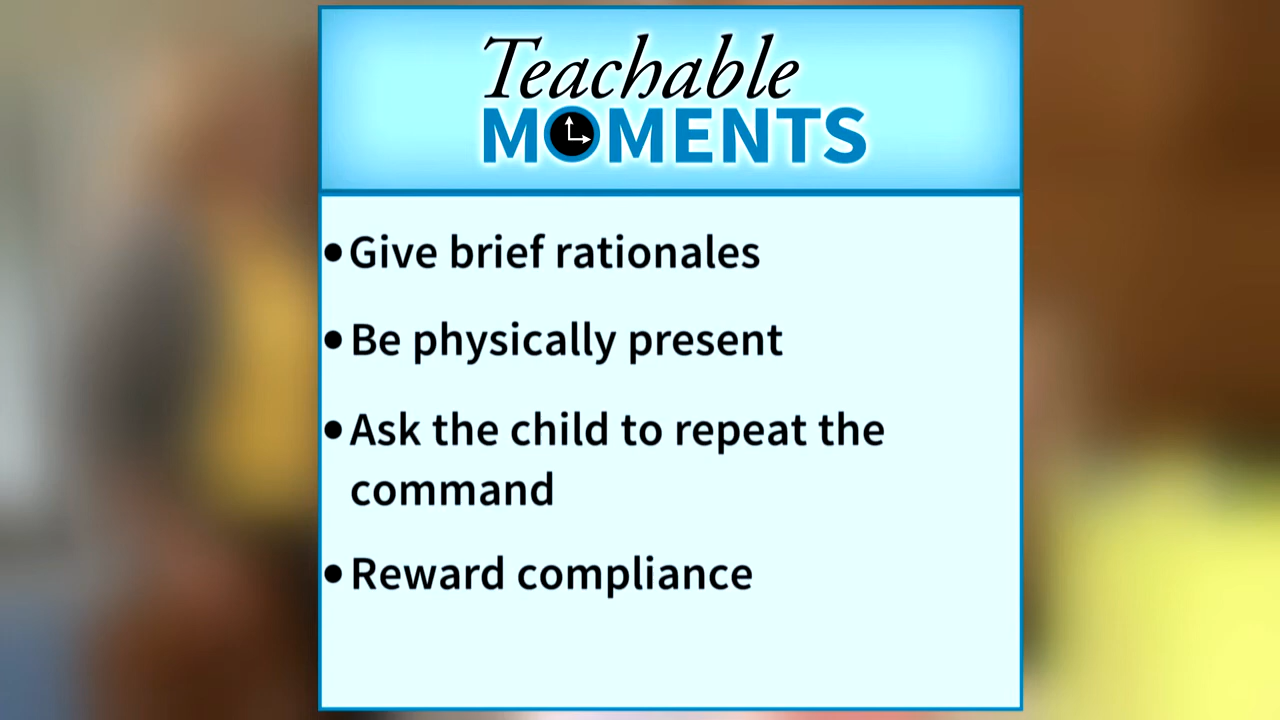 Teachable
MOMENTS
•Give brief rationales
•Be physically present
•Ask the child to repeat the
command
•Reward compliance